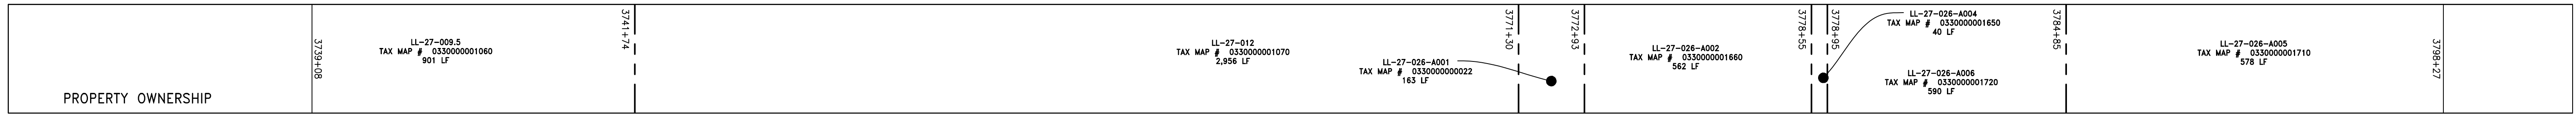 PROPERTY OWNERSHIP
3739+08
LL-27-009.5
TAX MAP # 0330000001060
901 LF
3741+74
LL-27-012
TAX MAP # 0330000001070
2,956 LF
LL-27-026-A001
TAX MAP # 0330000000022
163 LF
3771+30
3772+93
LL-27-026-A002
TAX MAP # 0330000001660
562 LF
3778+55
3778+95
LL-27-026-A004
TAX MAP # 0330000001650
40 LF
LL-27-026-A006
TAX MAP # 0330000001720
590 LF
3784+85
LL-27-026-A005
TAX MAP # 0330000001710
578 LF
3798+27